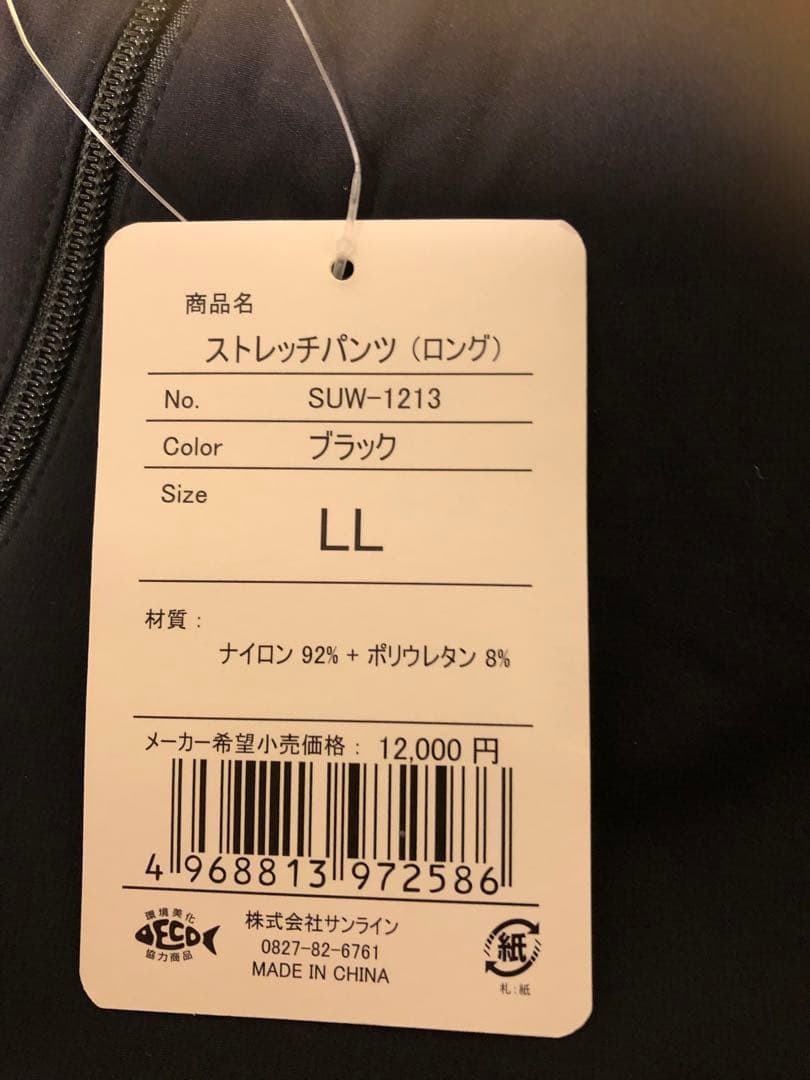 商品名
ストレッチパンツ（ロング）
No. SUW-1213
Color ブラック
Size
LL
材質：
ナイロン 92% + ポリウレタン 8%
メーカー希望小売価格： 12,000 円
4 968813 972586
環境美化
ECO
協力商品
株式会社サンライン
0827-82-6761
MADE IN CHINA
紙
札:紙